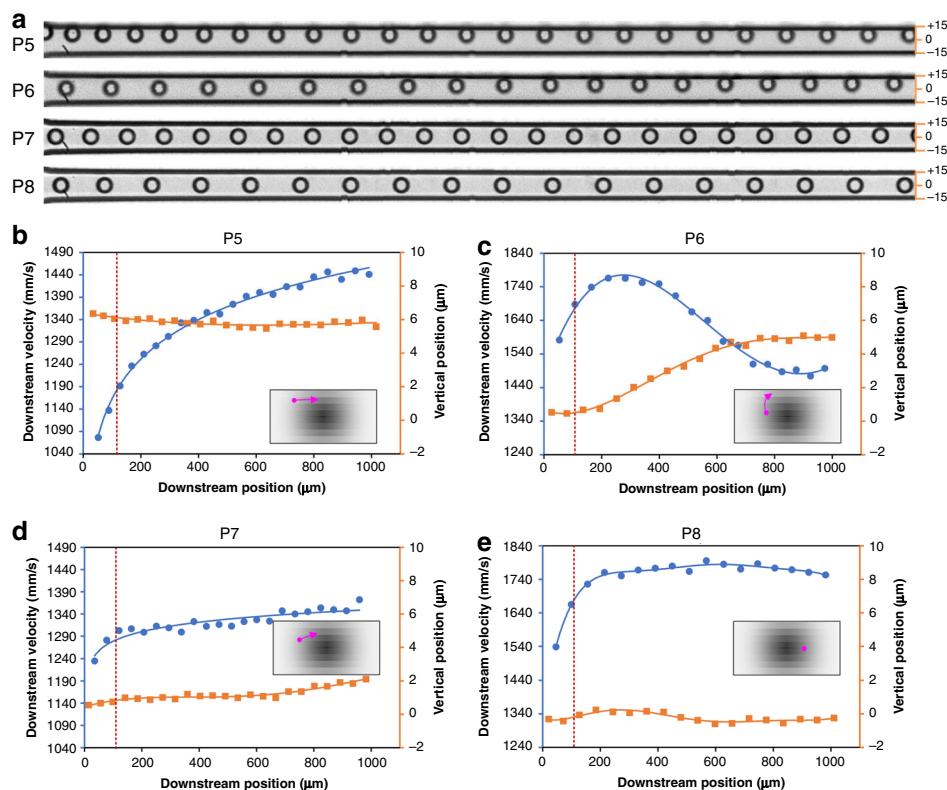 a
P5
+15
0
−15
P6
+15
0
−15
P7
+15
0
−15
P8
+15
0
−15
b
P5
Downstream velocity (mm/s)
1490
1440
1390
1340
1290
1240
1190
1140
1090
1040
10
8
6
4
2
0
−2
Vertical position (μm)
0 200 400 600 800 1000
Downstream position (μm)
c
P6
Downstream velocity (mm/s)
1840
1740
1640
1540
1440
1340
1240
10
8
6
4
2
0
−2
Vertical position (μm)
0 200 400 600 800 1000
Downstream position (μm)
d
P7
Downstream velocity (mm/s)
1490
1440
1390
1340
1290
1240
1190
1140
1090
1040
10
8
6
4
2
0
−2
Vertical position (μm)
0 200 400 600 800 1000
Downstream position (μm)
e
P8
Downstream velocity (mm/s)
1840
1740
1640
1540
1440
1340
1240
10
8
6
4
2
0
−2
Vertical position (μm)
0 200 400 600 800 1000
Downstream position (μm)